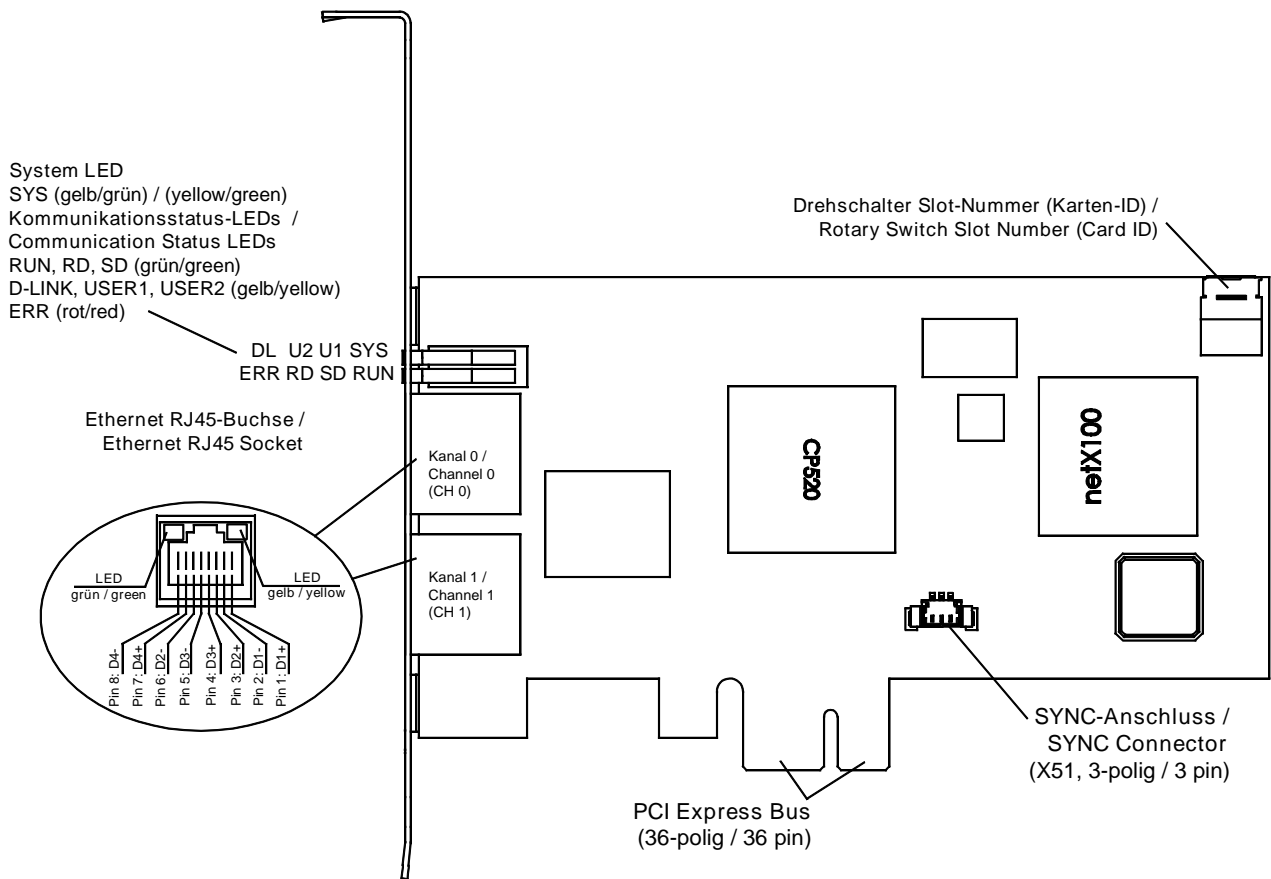 System LED
SYS (gelb/grün) / (yellow/green)
Kommunikationsstatus-LEDs /
Communication Status LEDs
RUN, RD, SD (grün/green)
D-LINK, USER1, USER2 (gelb/yellow)
ERR (rot/red)
DL U2 U1 SYS
ERR RD SD RUN
Drehschalter Slot-Nummer (Karten-ID) /
Rotary Switch Slot Number (Card ID)
Ethernet RJ45-Buchse /
Ethernet RJ45 Socket
Kanal 0 /
Channel 0
(CH 0)
Kanal 1 /
Channel 1
(CH 1)
CP520
netX100
LED
grün / green
LED
gelb / yellow
Pin 8: D4-
Pin 7: D4+
Pin 6: D2-
Pin 5: D3-
Pin 4: D3+
Pin 3: D2+
Pin 2: D1-
Pin 1: D1+
SYNC-Anschluss /
SYNC Connector
(X51, 3-polig / 3 pin)
PCI Express Bus
(36-polig / 36 pin)